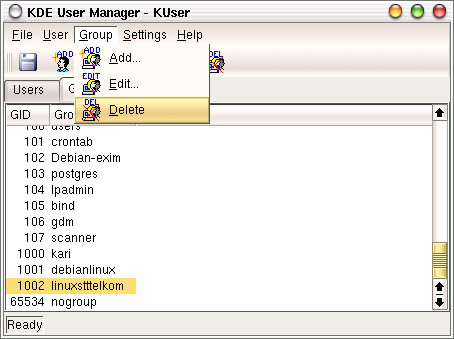 KDE User Manager - KUser
File User Group Settings Help
ADD ADD Add... DEL
EDIT Edit...
DEL Delete
Users G
GID Gro
100 users
101 crontab
102 Debian-exim
103 postgres
104 lpadmin
105 bind
106 gdm
107 scanner
1000 kari
1001 debianlinux
1002 linuxstttelkom
65534 nogroup
Ready